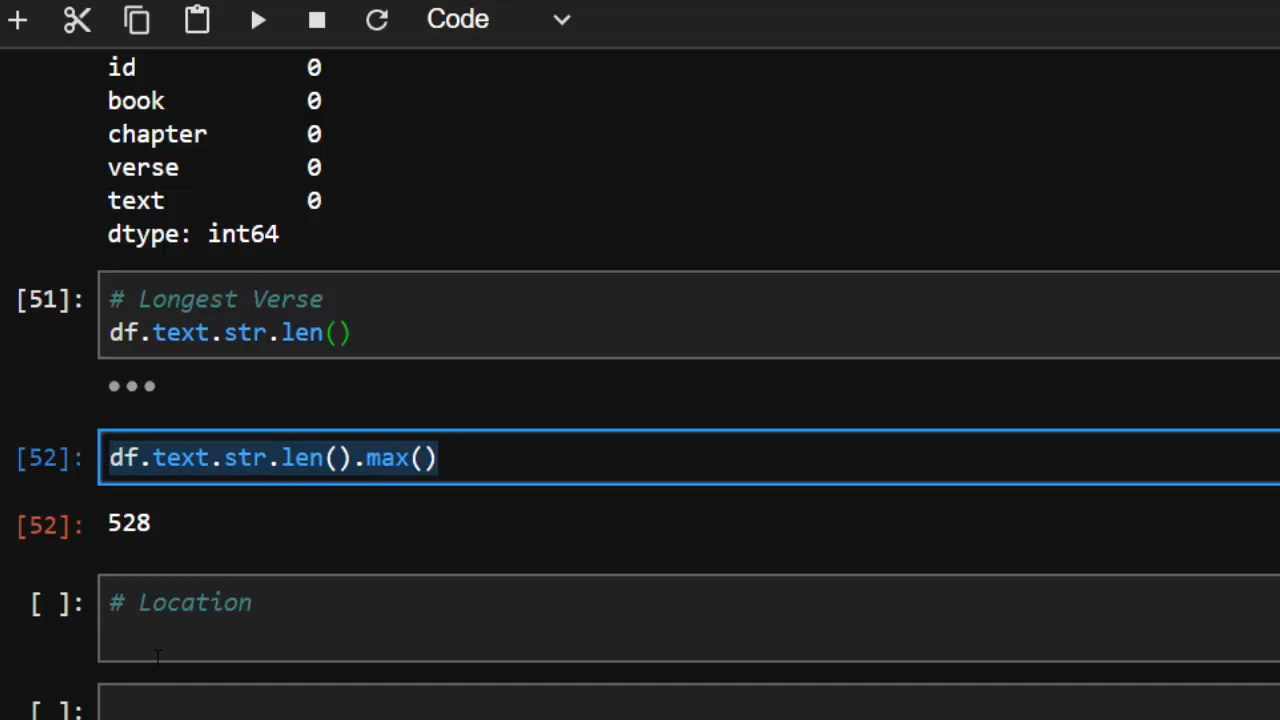 Code
id 0
book 0
chapter 0
verse 0
text 0
dtype: int64
[51]: # Longest Verse
df.text.str.len()
[52]: df.text.str.len().max()
[52]: 528
[ ]: # Location
[ ]: